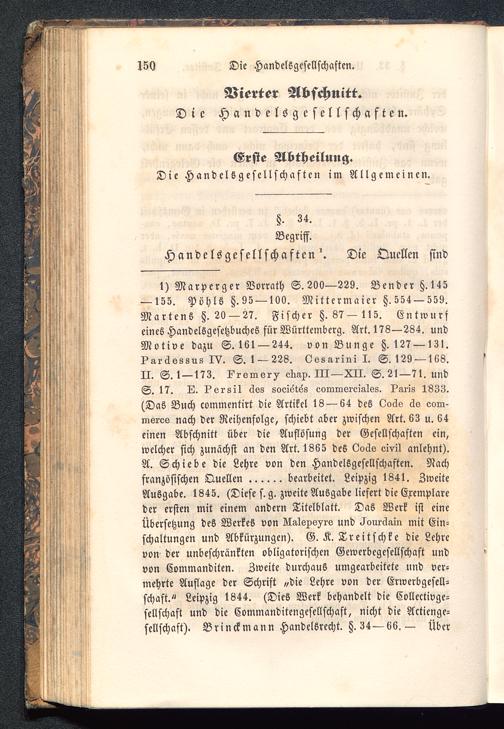 150 Die Handelsgesellschaften.
Vierter Abschnitt.
Die Handelsgesellschaften.
Erste Abtheilung.
Die Handelsgesellschaften im Allgemeinen.
§. 34.
Begriff.
Handelsgesellschaften¹. Die Quellen sind
1) Marperger Vorrath S. 200—229. Bender §. 145
—155. Pöhls §. 95—100. Mittermaier §. 554—559.
Martens §. 20—27. Fischer §. 87—115. Entwurf
eines Handelsgesetzbuches für Württemberg. Art. 178—284. und
Motive dazu S. 161—244. von Bunge §. 127—131.
Pardessus IV. S. 1—228. Cesarini I. S. 129—168.
II. S. 1—173. Fremery chap. III—XII. S. 21—71. und
S. 17. E. Persil des sociétés commerciales. Paris 1833.
(Das Buch commentirt die Artikel 18—64 des Code de com-
merce nach der Reihenfolge, schiebt aber zwischen Art. 63 u. 64
einen Abschnitt über die Auflösung der Gesellschaften ein,
welcher sich zunächst an den Art. 1865 des Code civil anlehnt).
A. Schiebe die Lehre von den Handelsgesellschaften. Nach
französischen Quellen ...... bearbeitet. Leipzig 1841. Zweite
Ausgabe. 1845. (Diese s. g. zweite Ausgabe liefert die Exemplare
der ersten mit einem andern Titelblatt. Das Werk ist eine
Übersetzung des Werkes von Malepeyre und Jourdain mit Ein-
schaltungen und Abkürzungen). G. K. Treitschke die Lehre
von der unbeschränkten obligatorischen Gewerbegesellschaft und
von Commanditen. Zweite durchaus umgearbeitete und ver-
mehrte Auflage der Schrift „die Lehre von der Erwerbgesell-
schaft.“ Leipzig 1844. (Dies Werk behandelt die Collectivge-
sellschaft und die Commanditengesellschaft, nicht die Actienge-
sellschaft). Brinckmann Handelsrecht. §. 34—66. — Über